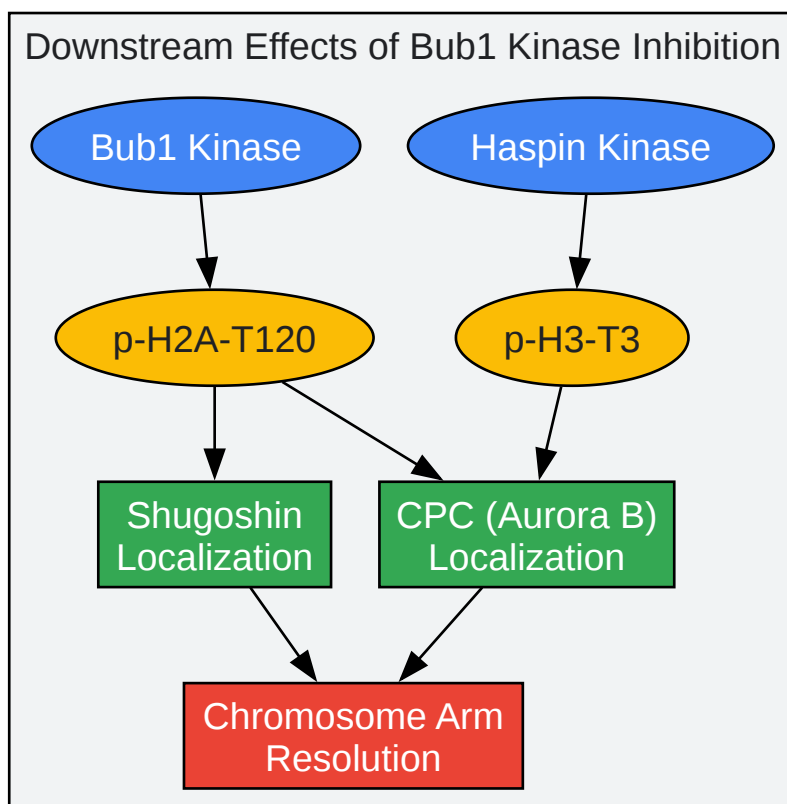 Downstream Effects of Bub1 Kinase Inhibition
Bub1 Kinase
Haspin Kinase
p-H2A-T120
p-H3-T3
Shugoshin
Localization
CPC (Aurora B)
Localization
Chromosome Arm
Resolution